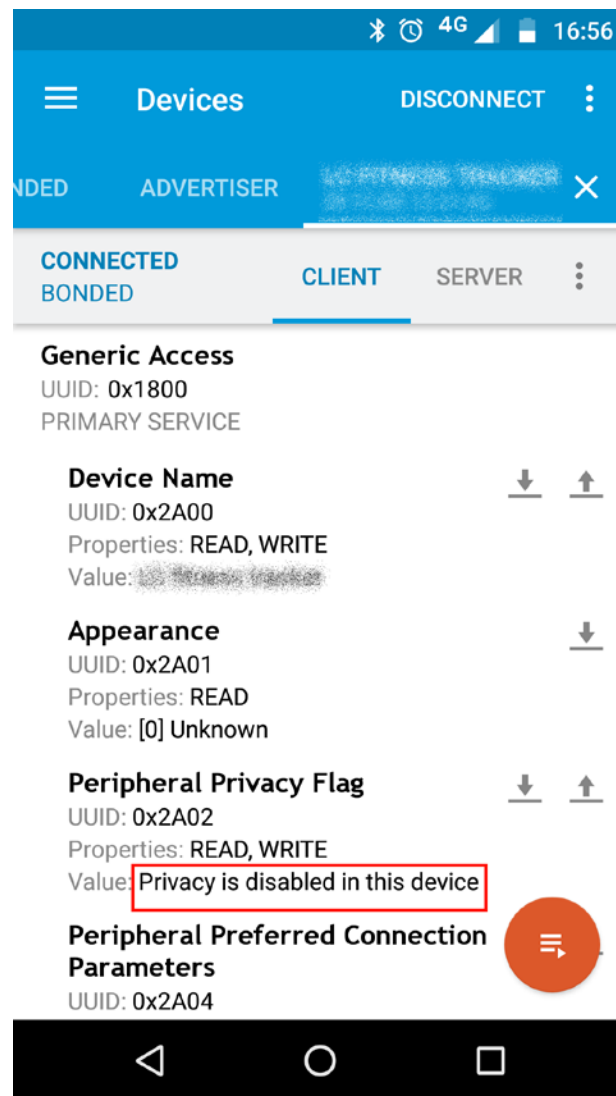 4G 16:56
Devices DISCONNECT
NDED ADVERTISER
CONNECTED
BONDED
CLIENT SERVER
Generic Access
UUID: 0x1800
PRIMARY SERVICE
Device Name
UUID: 0x2A00
Properties: READ, WRITE
Value:
Appearance
UUID: 0x2A01
Properties: READ
Value: [0] Unknown
Peripheral Privacy Flag
UUID: 0x2A02
Properties: READ, WRITE
Value: Privacy is disabled in this device
Peripheral Preferred Connection
Parameters
UUID: 0x2A04